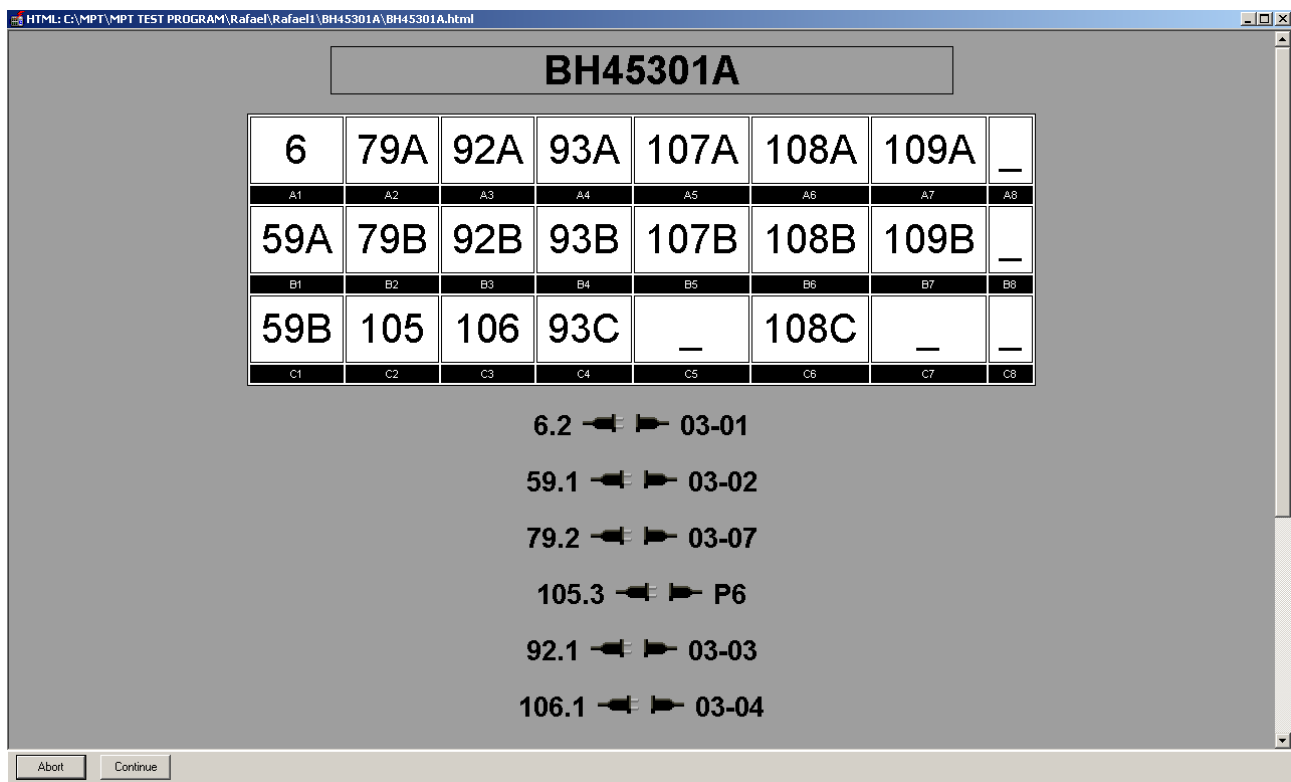 HTML: C:\MPT\MPT TEST PROGRAM\Rafael\Rafael1\BH45301A\BH45301A.html
BH45301A
6 79A 92A 93A 107A 108A 109A _
A1 A2 A3 A4 A5 A6 A7 A8
59A 79B 92B 93B 107B 108B 109B _
B1 B2 B3 B4 B5 B6 B7 B8
59B 105 106 93C _ 108C _ _
C1 C2 C3 C4 C5 C6 C7 C8
6.2 03-01
59.1 03-02
79.2 03-07
105.3 P6
92.1 03-03
106.1 03-04
Abort Continue